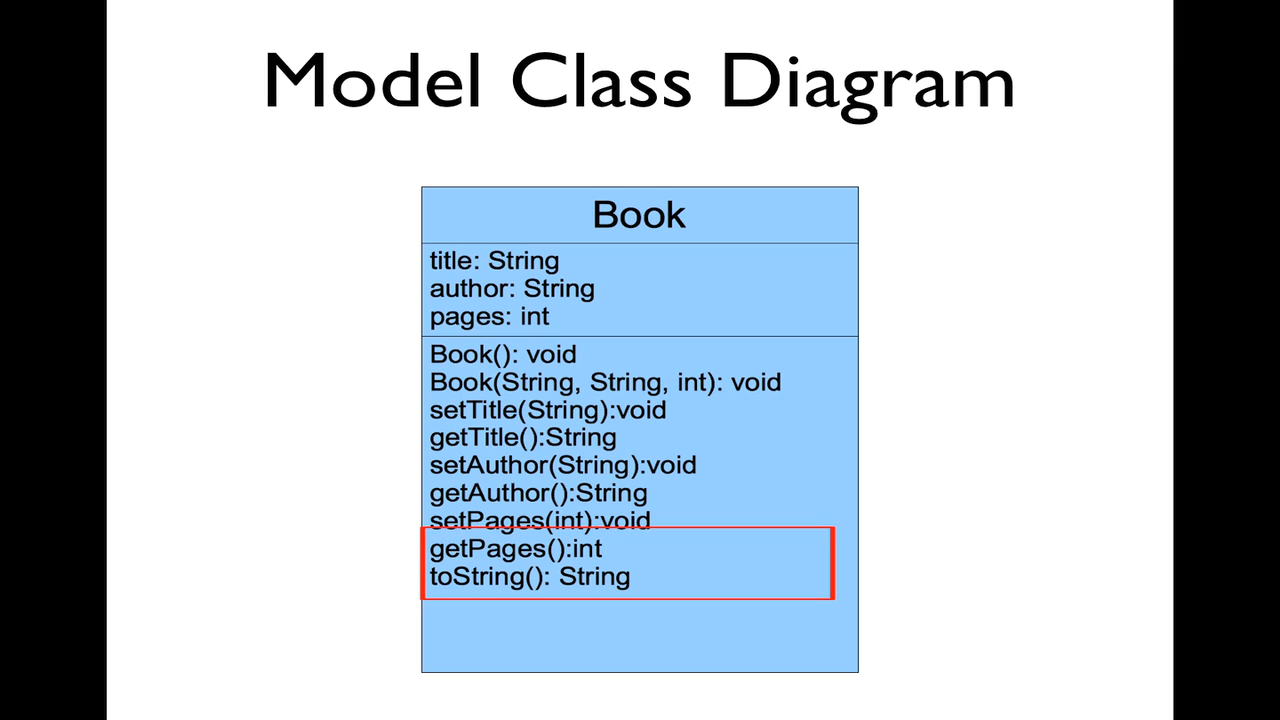 Model Class Diagram
Book
title: String
author: String
pages: int
Book(): void
Book(String, String, int): void
setTitle(String):void
getTitle():String
setAuthor(String):void
getAuthor():String
setPages(int):void
getPages():int
toString(): String